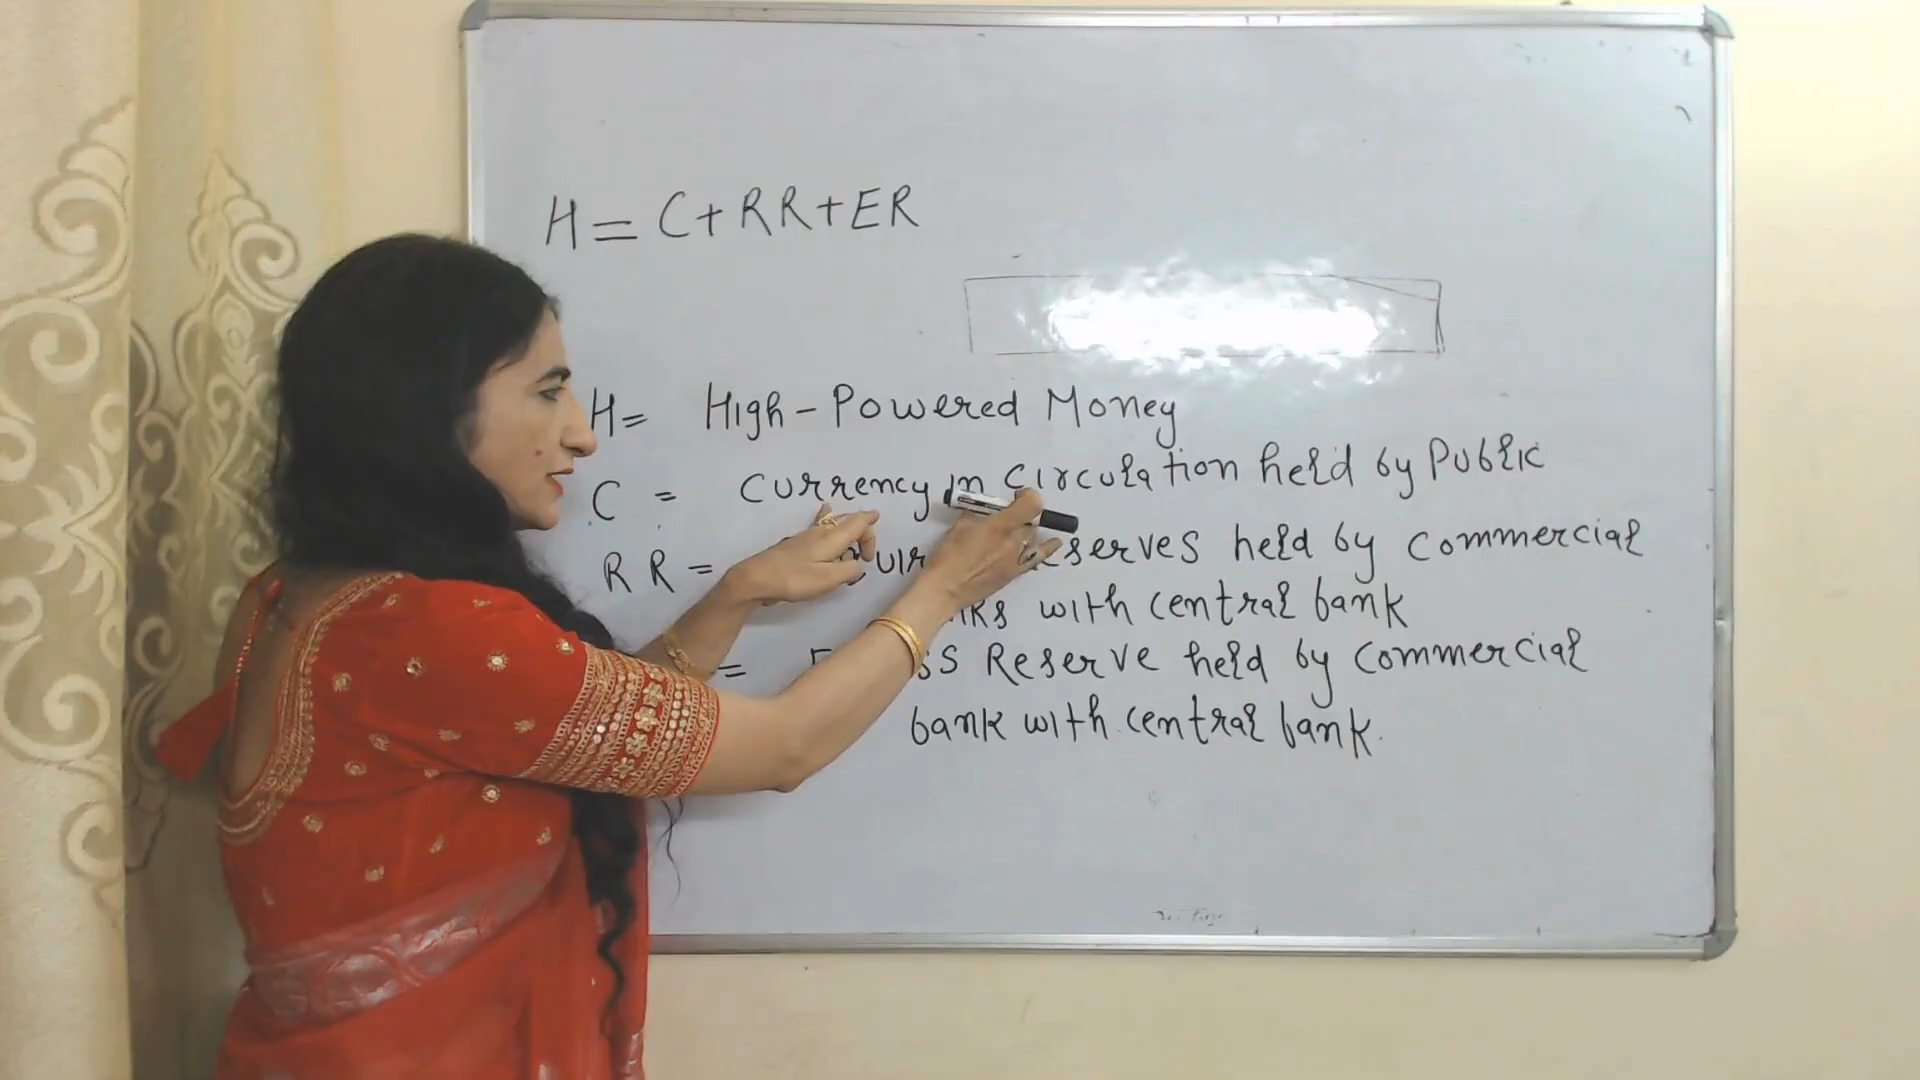 H = C + RR + ER
H = High - Powered Money
C = Currency in Circulation held by Public
RR = Reserves held by Commercial
with central bank
= Reserve held by Commercial
bank with central bank.